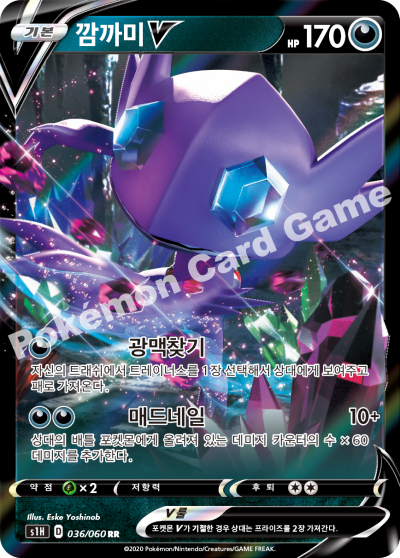 기본 깜까미 V HP 170
Pokémon Card Game
광맥찾기
자신의 트래쉬에서 트레이너스를 1장 선택해서 상대에게 보여주고
패로 가져온다.
매드네일 10+
상대의 배틀 포켓몬에게 올려져 있는 데미지 카운터의 수 × 60
데미지를 추가한다.
약점 × 2 저항력 후퇴
Illus. Eske Yoshinob
V 룰
s1H D 036/060 RR 포켓몬 V가 기절한 경우 상대는 프라이즈를 2장 가져간다.
©2020 Pokémon/Nintendo/Creatures/GAME FREAK.